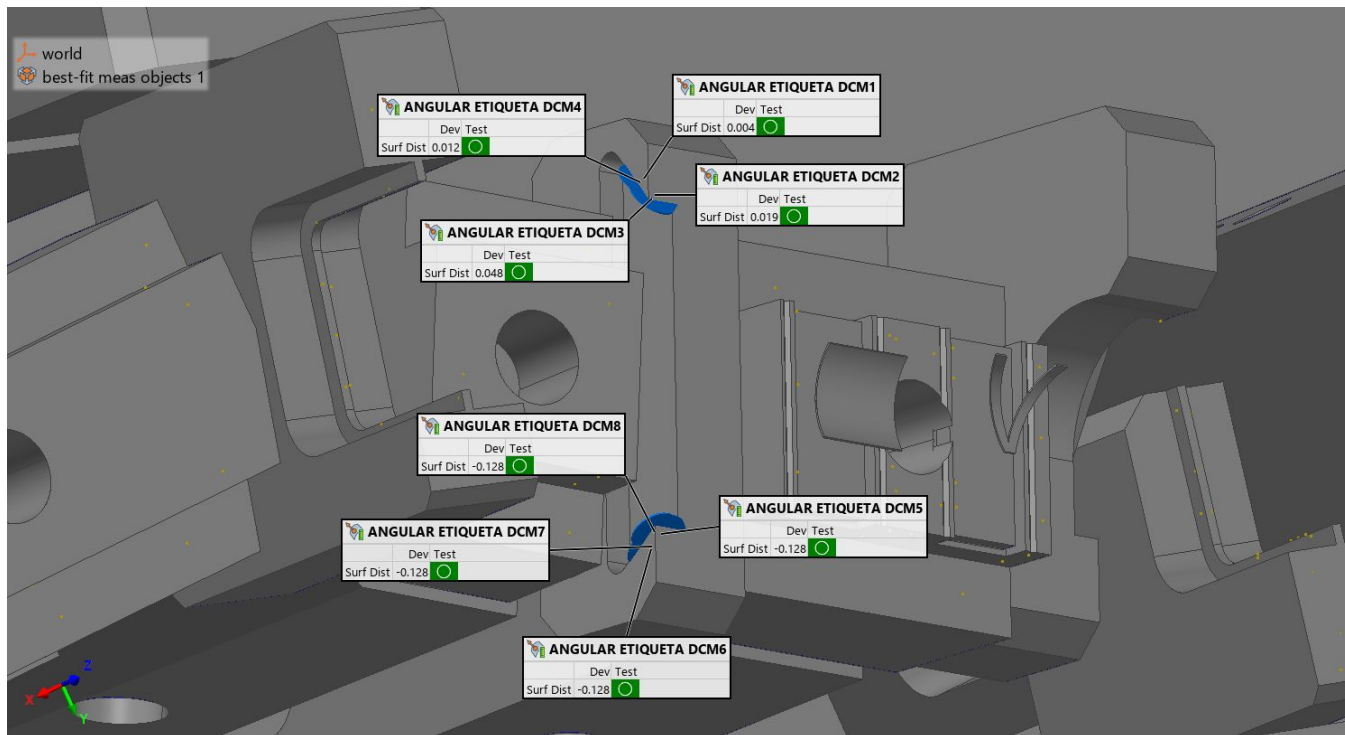 world
best-fit meas objects 1
ANGULAR ETIQUETA DCM4
Dev Test
Surf Dist 0.012
ANGULAR ETIQUETA DCM1
Dev Test
Surf Dist 0.004
ANGULAR ETIQUETA DCM2
Dev Test
Surf Dist 0.019
ANGULAR ETIQUETA DCM3
Dev Test
Surf Dist 0.048
ANGULAR ETIQUETA DCM8
Dev Test
Surf Dist -0.128
ANGULAR ETIQUETA DCM5
Dev Test
Surf Dist -0.128
ANGULAR ETIQUETA DCM7
Dev Test
Surf Dist -0.128
ANGULAR ETIQUETA DCM6
Dev Test
Surf Dist -0.128
Z
X
Y